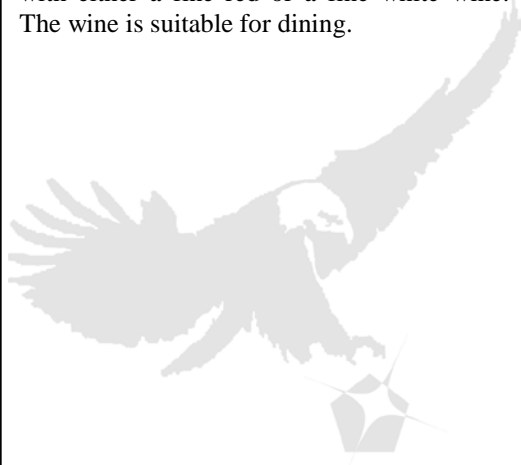 with either a fine red or a fine white wine.
The wine is suitable for dining.